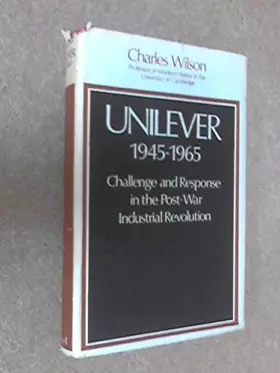 Charles Wilson
Professor of Modern History in the
University of Cambridge
UNILEVER
1945-1965
Challenge and Response
in the Post-War
Industrial Revolution